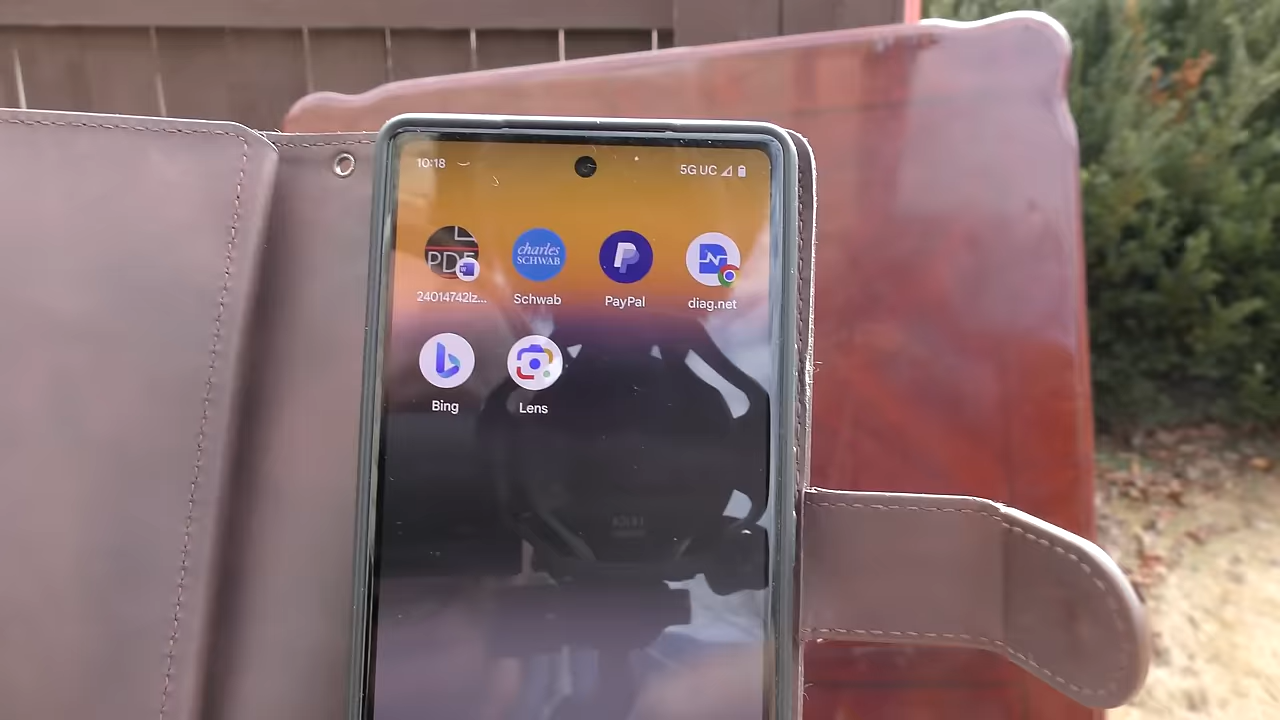 10:18
5G UC
PDF
charles
SCHWAB
24014742lz...
Schwab
PayPal
diag.net
Bing
Lens